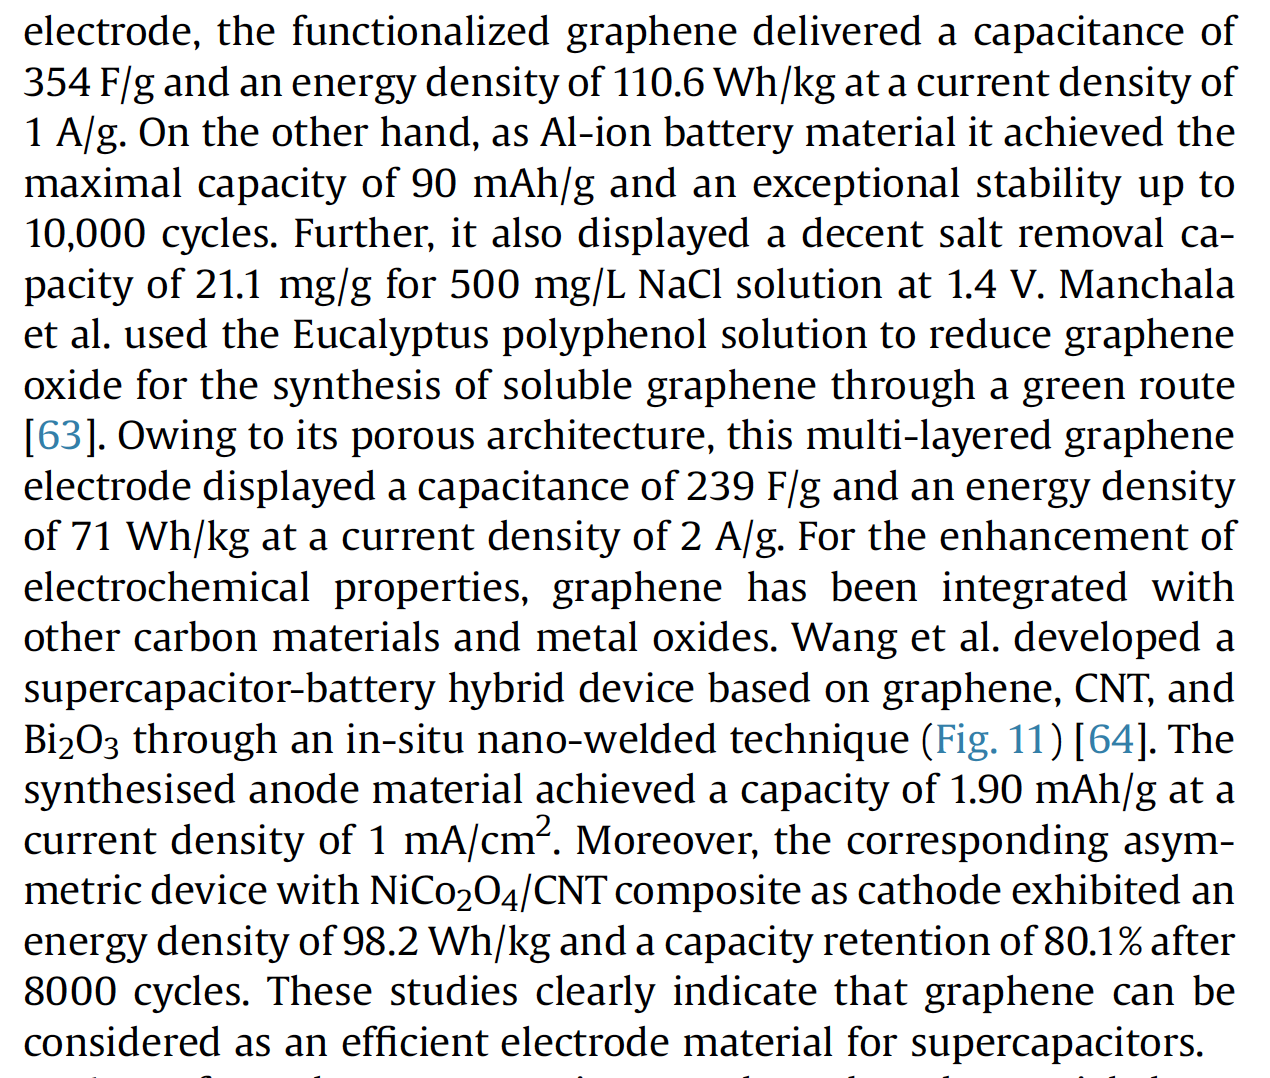 electrode, the functionalized graphene delivered a capacitance of
354 F/g and an energy density of 110.6 Wh/kg at a current density of
1 A/g. On the other hand, as Al-ion battery material it achieved the
maximal capacity of 90 mAh/g and an exceptional stability up to
10,000 cycles. Further, it also displayed a decent salt removal ca-
pacity of 21.1 mg/g for 500 mg/L NaCl solution at 1.4 V. Manchala
et al. used the Eucalyptus polyphenol solution to reduce graphene
oxide for the synthesis of soluble graphene through a green route
[63]. Owing to its porous architecture, this multi-layered graphene
electrode displayed a capacitance of 239 F/g and an energy density
of 71 Wh/kg at a current density of 2 A/g. For the enhancement of
electrochemical properties, graphene has been integrated with
other carbon materials and metal oxides. Wang et al. developed a
supercapacitor-battery hybrid device based on graphene, CNT, and
Bi₂O₃ through an in-situ nano-welded technique (Fig. 11) [64]. The
synthesised anode material achieved a capacity of 1.90 mAh/g at a
current density of 1 mA/cm². Moreover, the corresponding asym-
metric device with NiCo₂O₄/CNT composite as cathode exhibited an
energy density of 98.2 Wh/kg and a capacity retention of 80.1% after
8000 cycles. These studies clearly indicate that graphene can be
considered as an efficient electrode material for supercapacitors.